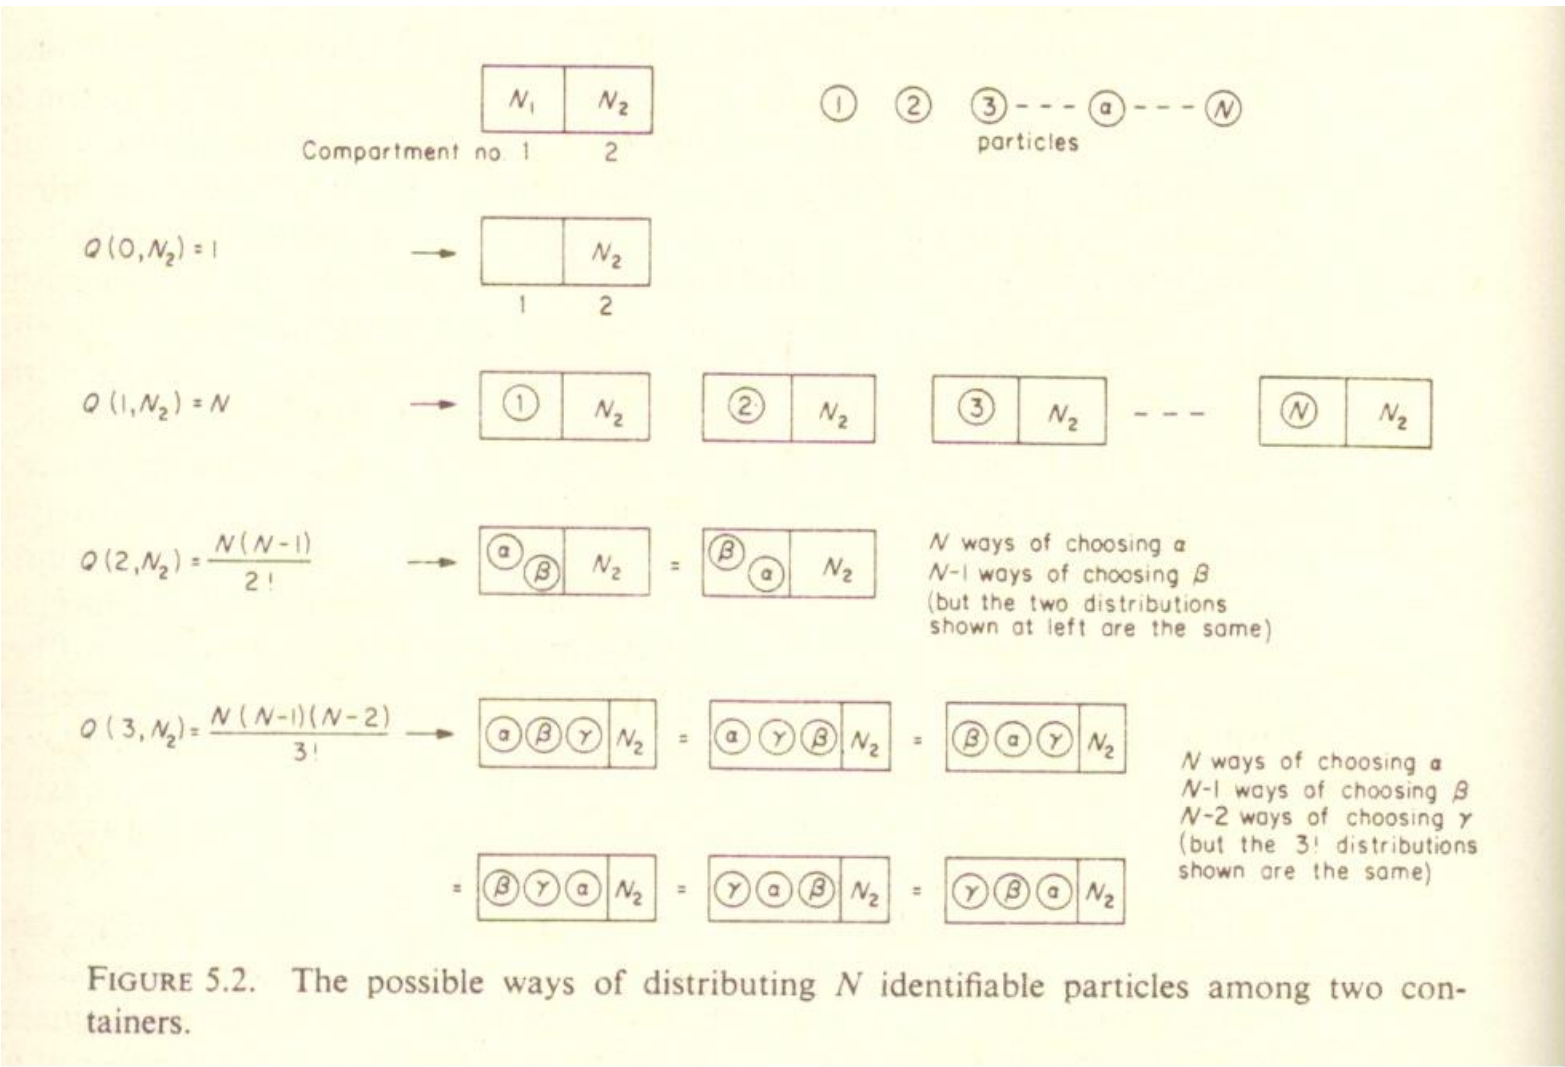 N₁ N₂
Compartment no. 1 2
1 2 3 --- α --- N
particles
Q(0,N₂) = 1
N₂
1 2
Q(1,N₂) = N
1 N₂ 2 N₂ 3 N₂ --- N N₂
Q(2,N₂) = N(N-1)/2!
α β N₂ = β α N₂
N ways of choosing α
N-1 ways of choosing β
(but the two distributions
shown at left are the same)
Q(3,N₂) = N(N-1)(N-2)/3!
α β γ N₂ = α γ β N₂ = β α γ N₂
= β γ α N₂ = γ α β N₂ = γ β α N₂
N ways of choosing α
N-1 ways of choosing β
N-2 ways of choosing γ
(but the 3! distributions
shown are the same)
FIGURE 5.2. The possible ways of distributing N identifiable particles among two con-
tainers.